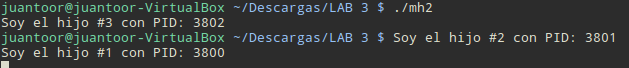 juantoor@juantoor-VirtualBox ~/Descargas/LAB 3 $ ./mh2
Soy el hijo #3 con PID: 3802
juantoor@juantoor-VirtualBox ~/Descargas/LAB 3 $ Soy el hijo #2 con PID: 3801
Soy el hijo #1 con PID: 3800